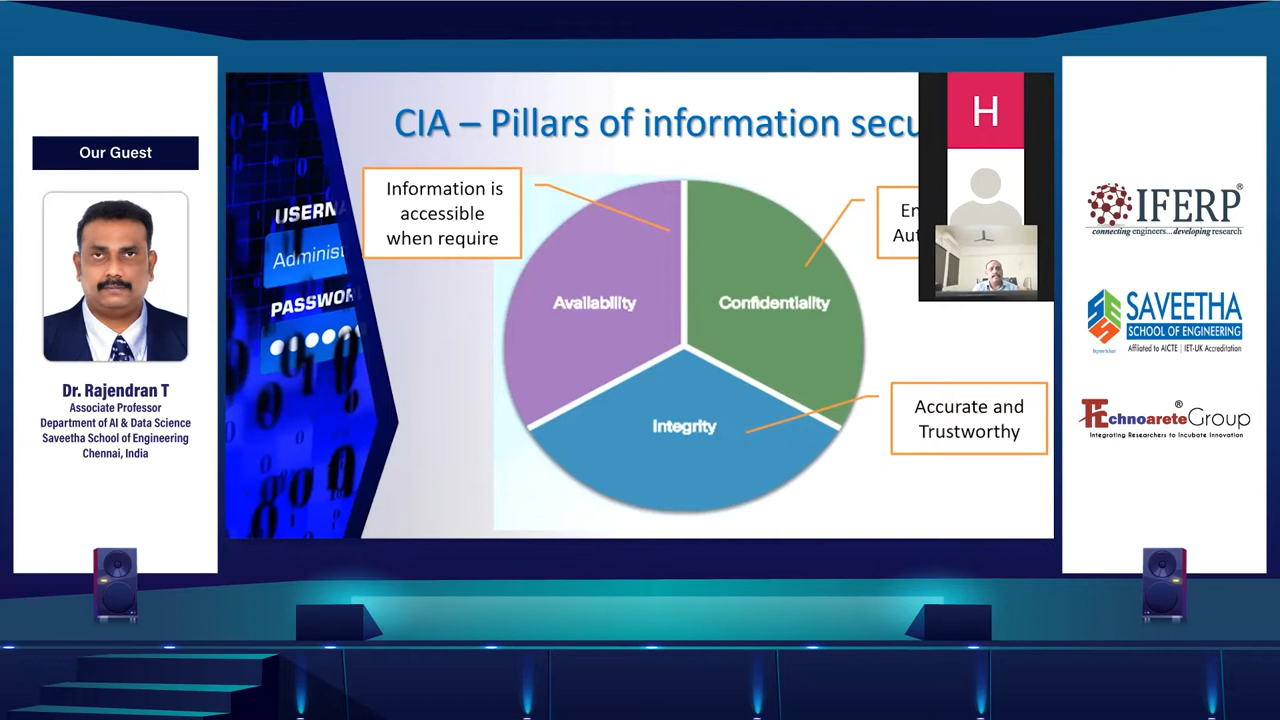 Our Guest
Dr. Rajendran T
Associate Professor
Department of AI & Data Science
Saveetha School of Engineering
Chennai, India
CIA – Pillars of information secu
Information is
accessible
when require
En
Aut
Availability
Confidentiality
Integrity
Accurate and
Trustworthy
USERN
Administ
PASSWOR
H
IFERP®
connecting engineers...developing research
SAVEETHA
SCHOOL OF ENGINEERING
Affliated to AICTE | IET-UK Accreditation
TEchnoareteGroup®
Integrating Researchers to Incubate Innovation